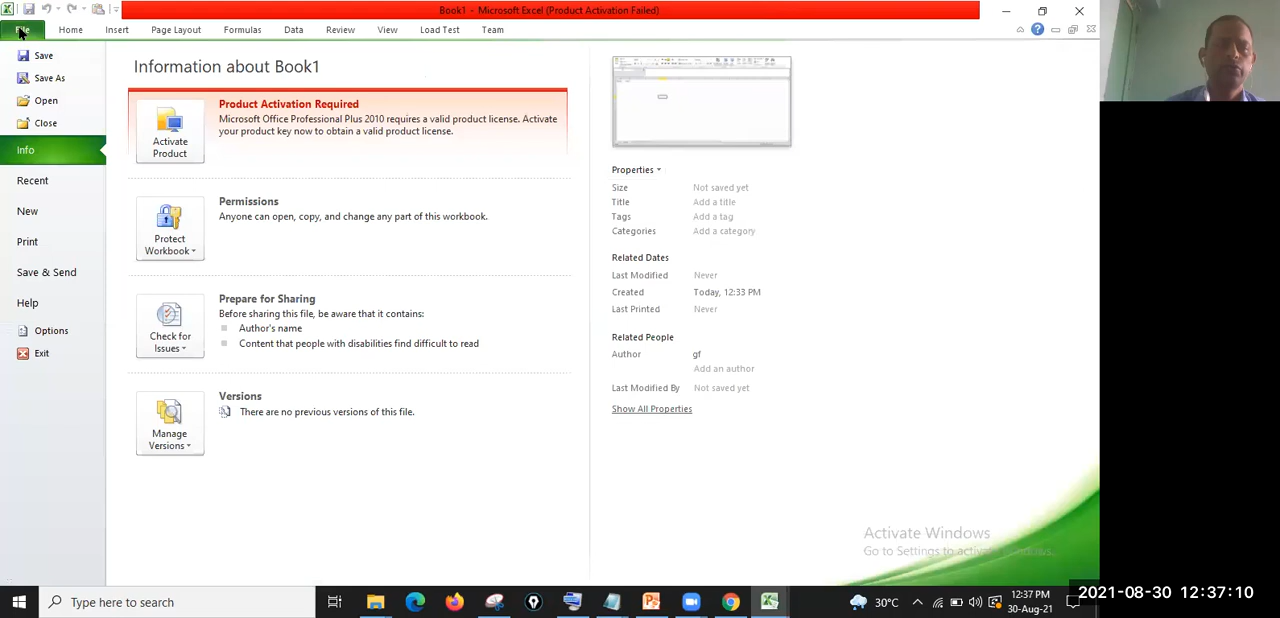 Book1 - Microsoft Excel (Product Activation Failed)
File Home Insert Page Layout Formulas Data Review View Load Test Team
Save
Save As
Open
Close
Info
Recent
New
Print
Save & Send
Help
Options
Exit
Information about Book1
Activate
Product
Product Activation Required
Microsoft Office Professional Plus 2010 requires a valid product license. Activate
your product key now to obtain a valid product license.
Protect
Workbook
Permissions
Anyone can open, copy, and change any part of this workbook.
Check for
Issues
Prepare for Sharing
Before sharing this file, be aware that it contains:
Author's name
Content that people with disabilities find difficult to read
Manage
Versions
Versions
There are no previous versions of this file.
Properties
Size Not saved yet
Title Add a title
Tags Add a tag
Categories Add a category
Related Dates
Last Modified Never
Created Today, 12:33 PM
Last Printed Never
Related People
Author gf
Add an author
Last Modified By Not saved yet
Show All Properties
Activate Windows
Go to Settings to activate Windows.
Type here to search
30°C
12:37 PM
30-Aug-21
2021-08-30 12:37:10